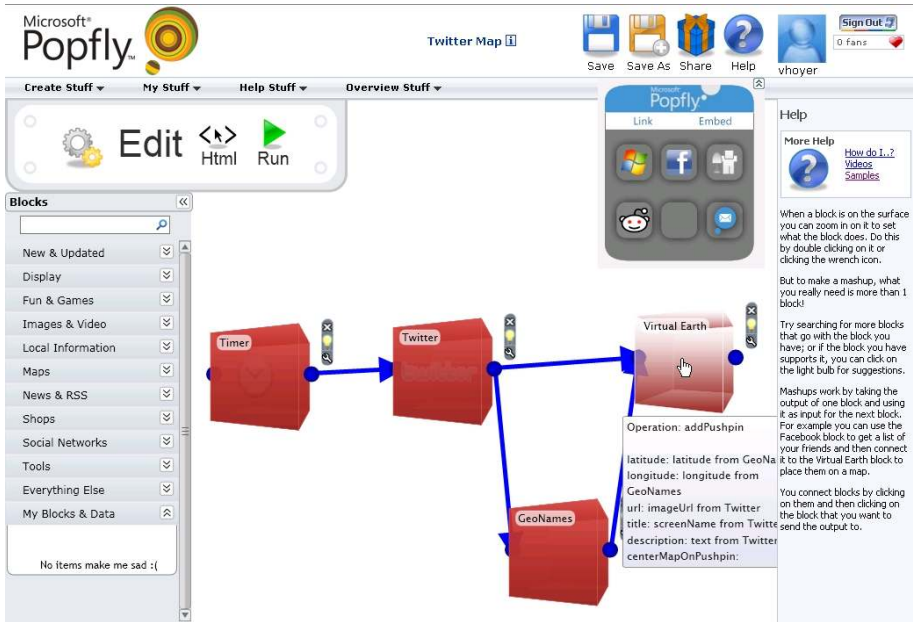 Microsoft®
Popfly™
Twitter Map
Save
Save As
Share
Help
vhoyer
Sign Out
0 fans
Create Stuff
My Stuff
Help Stuff
Overview Stuff
Edit
Html
Run
Microsoft
Popfly
Link
Embed
Blocks
New & Updated
Display
Fun & Games
Images & Video
Local Information
Maps
News & RSS
Shops
Social Networks
Tools
Everything Else
My Blocks & Data
No items make me sad :(
Timer
Twitter
twitter
Virtual Earth
GeoNames
Operation: addPushpin
latitude: latitude from GeoNa
longitude: longitude from
GeoNames
url: imageUrl from Twitter
title: screenName from Twitte
description: text from Twitter
centerMapOnPushpin:
Help
More Help
How do I..?
Videos
Samples
When a block is on the surface
you can zoom in on it to set
what the block does. Do this
by double clicking on it or
clicking the wrench icon.
But to make a mashup, what
you really need is more than 1
block!
Try searching for more blocks
that go with the block you
have; or if the block you have
supports it, you can click on
the light bulb for suggestions.
Mashups work by taking the
output of one block and using
it as input for the next block.
For example you can use the
Facebook block to get a list of
your friends and then connect
it to the Virtual Earth block to
place them on a map.
You connect blocks by clicking
on them and then clicking on
the block that you want to
send the output to.